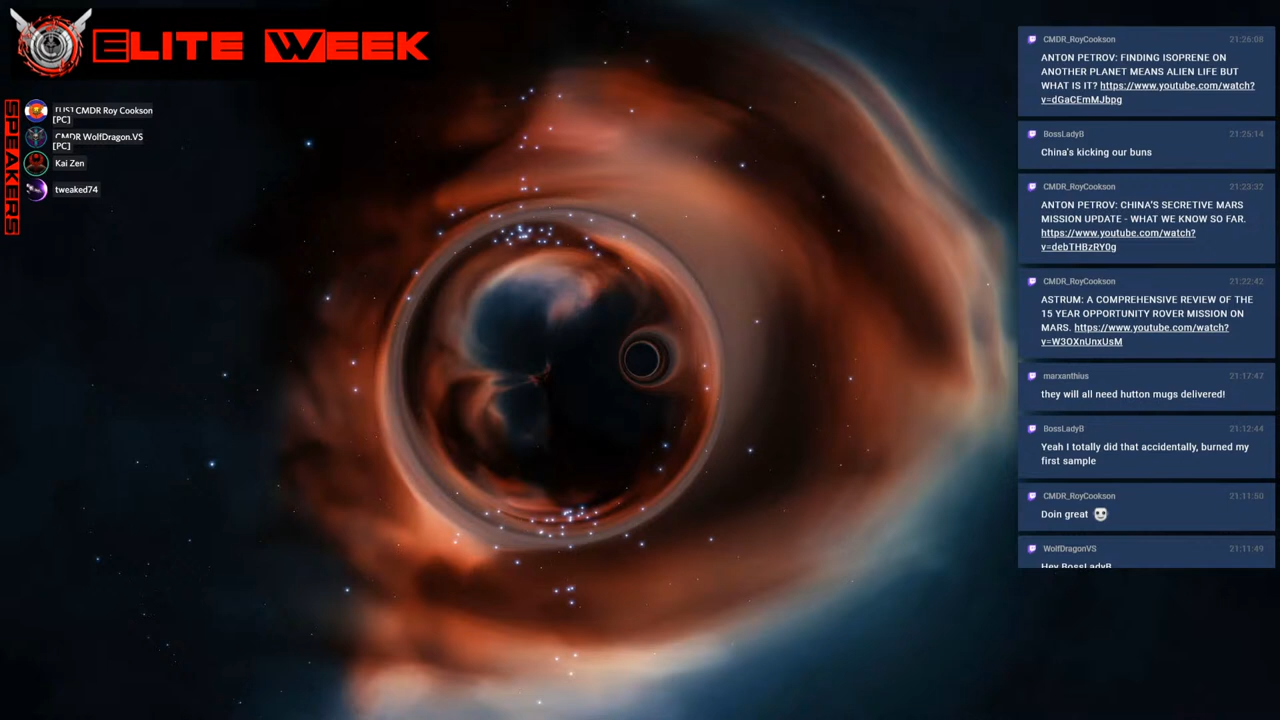 ELITE WEEK
SPEAKERS
[US] CMDR Roy Cookson
[PC]
CMDR WolfDragon.VS
[PC]
Kai Zen
tweaked74
CMDR_RoyCookson 21:26:08
ANTON PETROV: FINDING ISOPRENE ON
ANOTHER PLANET MEANS ALIEN LIFE BUT
WHAT IS IT? https://www.youtube.com/watch?
v=dGaCEmMJbpg
BossLadyB 21:25:14
China's kicking our buns
CMDR_RoyCookson 21:23:32
ANTON PETROV: CHINA'S SECRETIVE MARS
MISSION UPDATE - WHAT WE KNOW SO FAR.
https://www.youtube.com/watch?
v=debTHBzRY0g
CMDR_RoyCookson 21:22:42
ASTRUM: A COMPREHENSIVE REVIEW OF THE
15 YEAR OPPORTUNITY ROVER MISSION ON
MARS. https://www.youtube.com/watch?
v=W3OXnUnxUsM
marxanthius 21:17:47
they will all need hutton mugs delivered!
BossLadyB 21:12:44
Yeah I totally did that accidentally, burned my
first sample
CMDR_RoyCookson 21:11:50
Doin great
WolfDragonVS 21:11:49
Hey BossLadyB